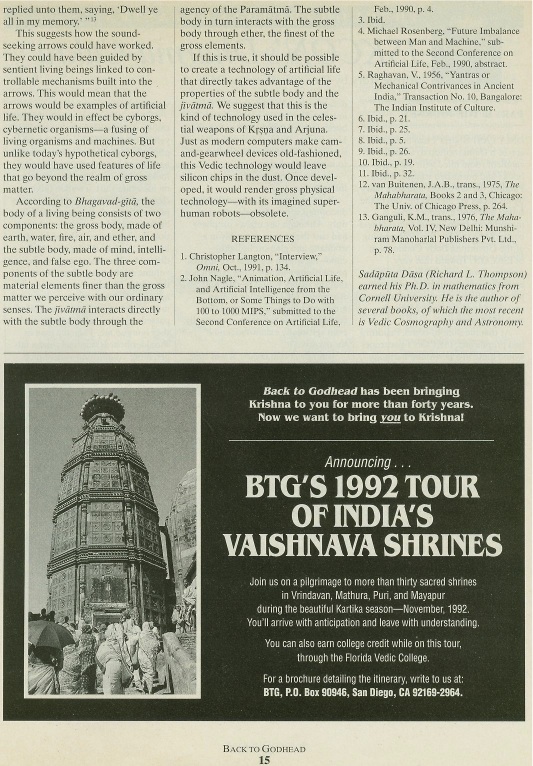 replied unto them, saying, ‘Dwell ye
all in my memory.’ ”13
This suggests how the sound-
seeking arrows could have worked.
They could have been guided by
sentient living beings linked to con-
trollable mechanisms built into the
arrows. This would mean that the
arrows would be examples of artificial
life. They would in effect be cyborgs,
cybernetic organisms—a fusing of
living organisms and machines. But
unlike today’s hypothetical cyborgs,
they would have used features of life
that go beyond the realm of gross
matter.
According to Bhagavad-gītā, the
body of a living being consists of two
components: the gross body, made of
earth, water, fire, air, and ether, and
the subtle body, made of mind, intelli-
gence, and false ego. The three com-
ponents of the subtle body are
material elements finer than the gross
matter we perceive with our ordinary
senses. The jīvātmā interacts directly
with the subtle body through the
agency of the Paramātmā. The subtle
body in turn interacts with the gross
body through ether, the finest of the
gross elements.
If this is true, it should be possible
to create a technology of artificial life
that directly takes advantage of the
properties of the subtle body and the
jīvātmā. We suggest that this is the
kind of technology used in the celes-
tial weapons of Kṛṣṇa and Arjuna.
Just as modern computers make cam-
and-gearwheel devices old-fashioned,
this Vedic technology would leave
silicon chips in the dust. Once devel-
oped, it would render gross physical
technology—with its imagined super-
human robots—obsolete.
REFERENCES
1. Christopher Langton, “Interview,”
Omni, Oct., 1991, p. 134.
2. John Nagle, “Animation, Artificial Life,
and Artificial Intelligence from the
Bottom, or Some Things to Do with
100 to 1000 MIPS,” submitted to the
Second Conference on Artificial Life,
Feb., 1990, p. 4.
3. Ibid.
4. Michael Rosenberg, “Future Imbalance
between Man and Machine,” sub-
mitted to the Second Conference on
Artificial Life, Feb., 1990, abstract.
5. Raghavan, V., 1956, “Yantras or
Mechanical Contrivances in Ancient
India,” Transaction No. 10, Bangalore:
The Indian Institute of Culture.
6. Ibid., p. 21.
7. Ibid., p. 25.
8. Ibid., p. 5.
9. Ibid., p. 26.
10. Ibid., p. 19.
11. Ibid., p. 32.
12. van Buitenen, J.A.B., trans., 1975, The
Mahabharata, Books 2 and 3, Chicago:
The Univ. of Chicago Press, p. 264.
13. Ganguli, K.M., trans., 1976, The Maha-
bharata, Vol. IV, New Delhi: Munshi-
ram Manoharlal Publishers Pvt. Ltd.,
p. 78.
Sadāpūta Dāsa (Richard L. Thompson)
earned his Ph.D. in mathematics from
Cornell University. He is the author of
several books, of which the most recent
is Vedic Cosmography and Astronomy.
Back to Godhead has been bringing
Krishna to you for more than forty years.
Now we want to bring you to Krishna!
Announcing . . .
BTG’S 1992 TOUR
OF INDIA’S
VAISHNAVA SHRINES
Join us on a pilgrimage to more than thirty sacred shrines
in Vrindavan, Mathura, Puri, and Mayapur
during the beautiful Kartika season—November, 1992.
You’ll arrive with anticipation and leave with understanding.
You can also earn college credit while on this tour,
through the Florida Vedic College.
For a brochure detailing the itinerary, write to us at:
BTG, P.O. Box 90946, San Diego, CA 92169-2964.
BACK TO GODHEAD
15